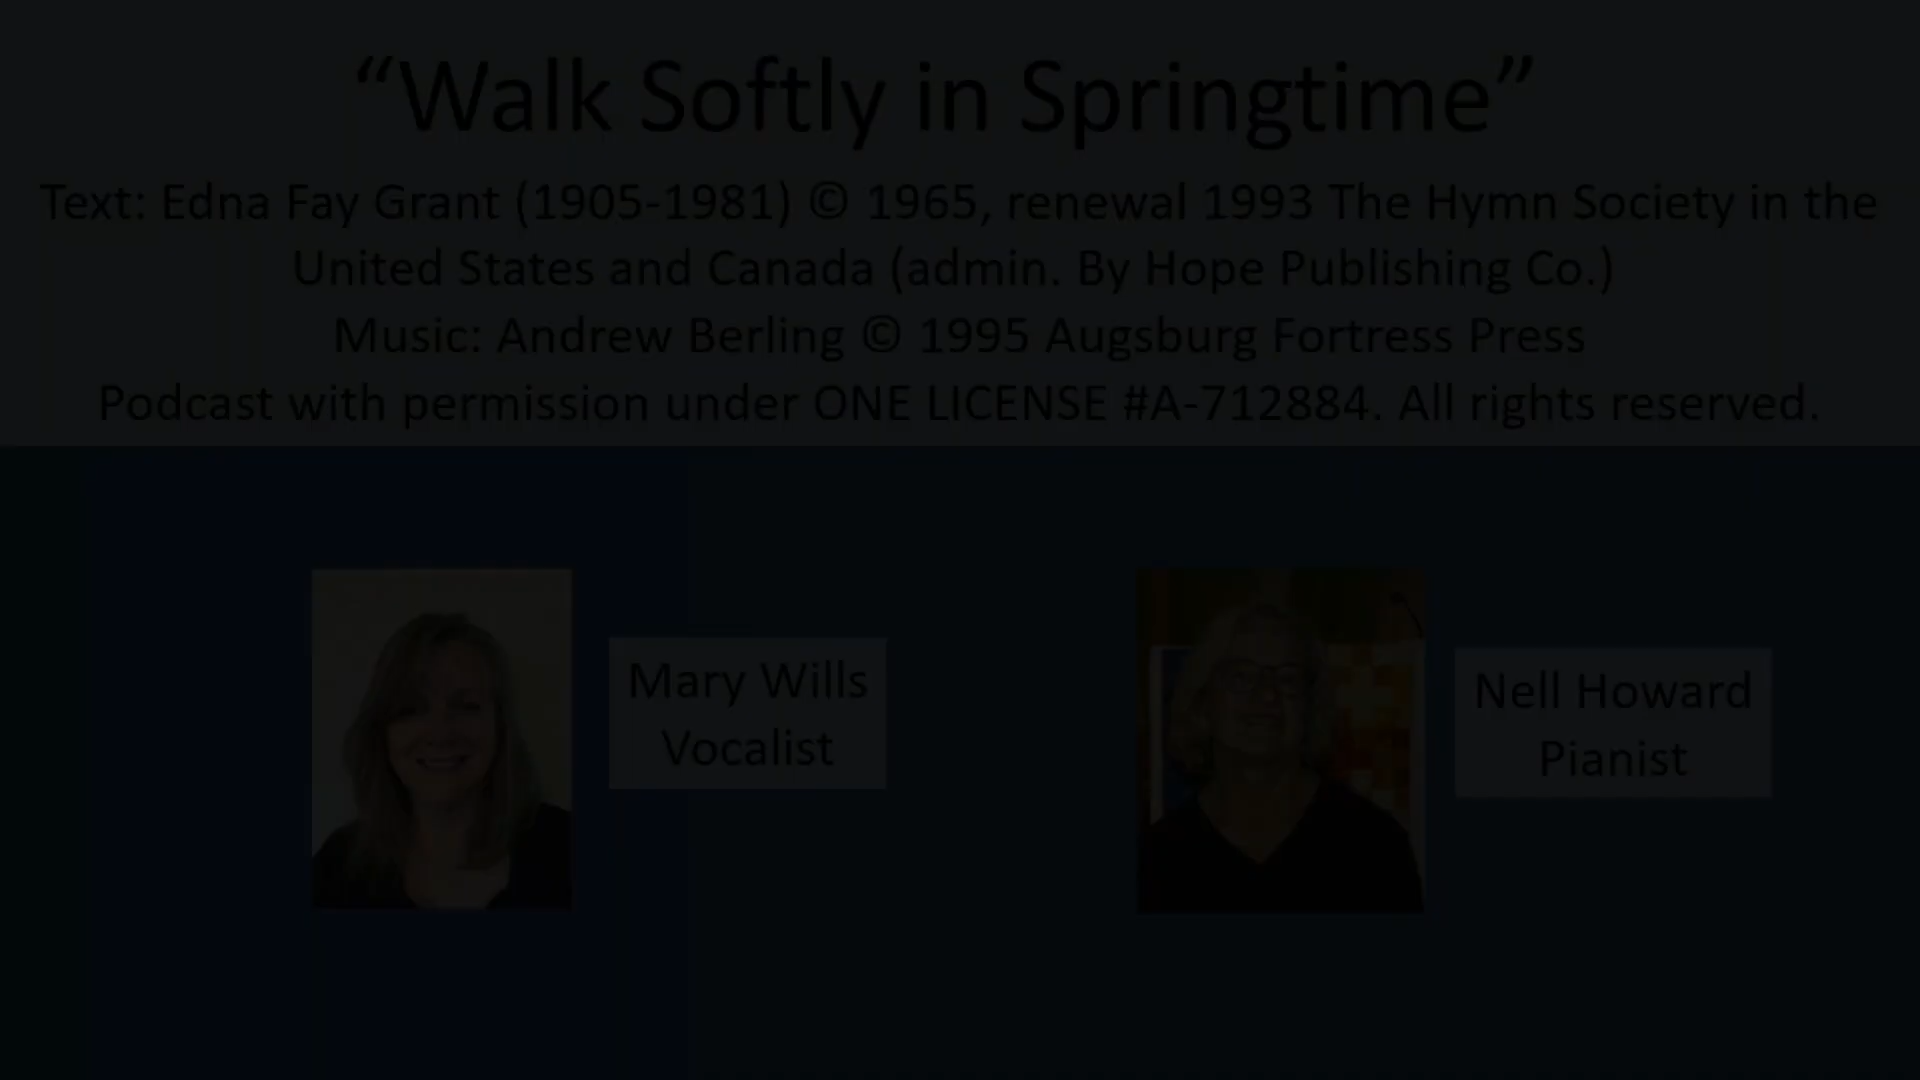 “Walk Softly in Springtime”
Text: Edna Fay Grant (1905-1981) © 1965, renewal 1993 The Hymn Society in the
United States and Canada (admin. By Hope Publishing Co.)
Music: Andrew Berling © 1995 Augsburg Fortress Press
Podcast with permission under ONE LICENSE #A-712884. All rights reserved.
Mary Wills
Vocalist
Nell Howard
Pianist